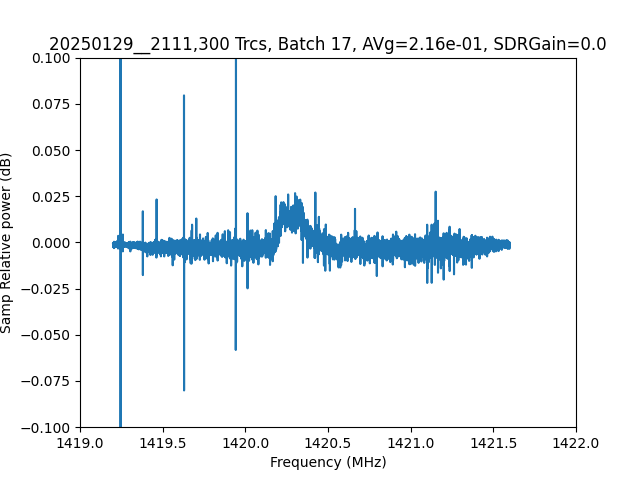 20250129__2111,300 Trcs, Batch 17, AVg=2.16e-01, SDRGain=0.0
0.100
0.075
0.050
0.025
0.000
−0.025
−0.050
−0.075
−0.100
Samp Relative power (dB)
1419.0 1419.5 1420.0 1420.5 1421.0 1421.5 1422.0
Frequency (MHz)